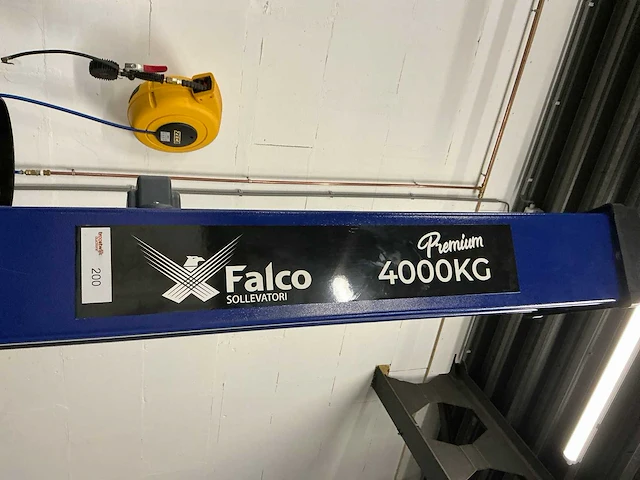 200
Falco
SOLLEVATORI
Premium
4000KG